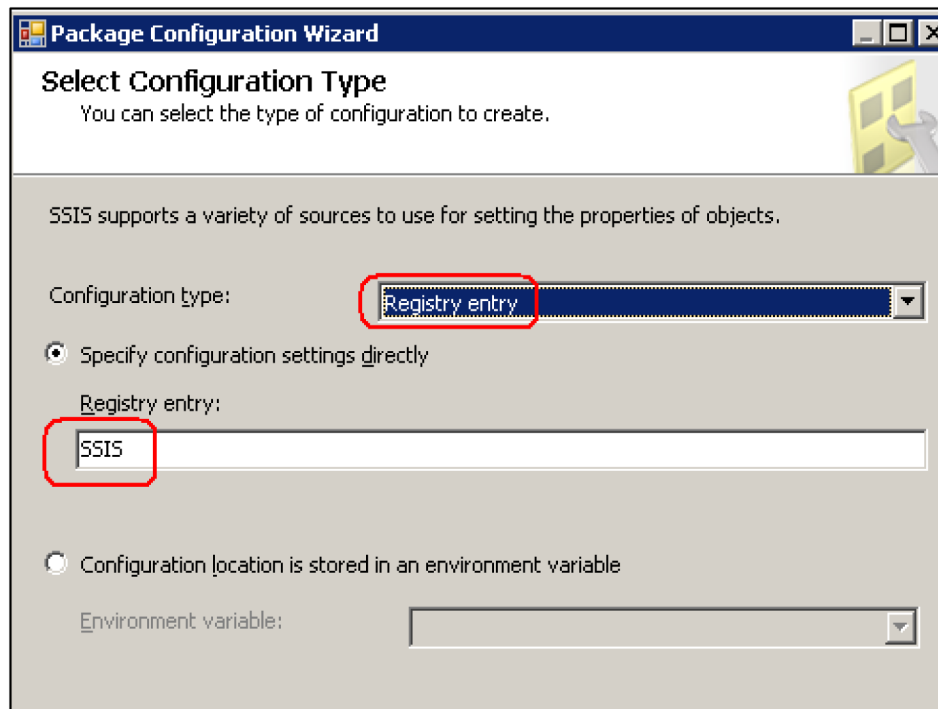 Package Configuration Wizard
Select Configuration Type
You can select the type of configuration to create.
SSIS supports a variety of sources to use for setting the properties of objects.
Configuration type: Registry entry
Specify configuration settings directly
Registry entry:
SSIS
Configuration location is stored in an environment variable
Environment variable: